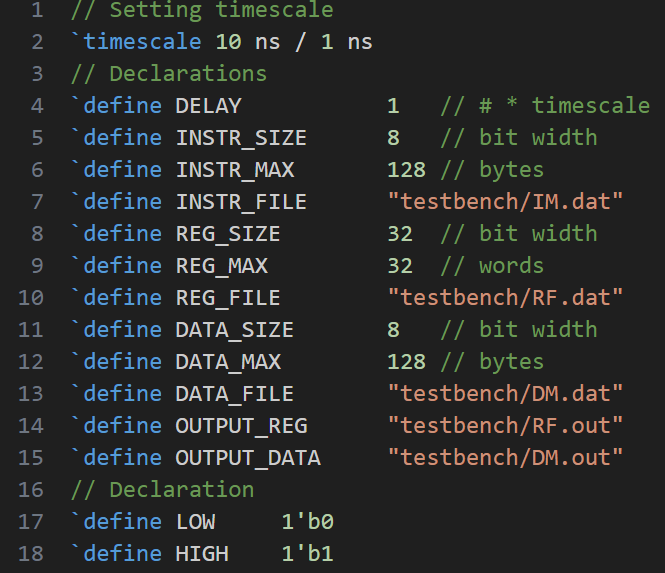 1 // Setting timescale
2 `timescale 10 ns / 1 ns
3 // Declarations
4 `define DELAY           1   // # * timescale
5 `define INSTR_SIZE      8   // bit width
6 `define INSTR_MAX       128 // bytes
7 `define INSTR_FILE      "testbench/IM.dat"
8 `define REG_SIZE        32  // bit width
9 `define REG_MAX         32  // words
10 `define REG_FILE        "testbench/RF.dat"
11 `define DATA_SIZE       8   // bit width
12 `define DATA_MAX        128 // bytes
13 `define DATA_FILE       "testbench/DM.dat"
14 `define OUTPUT_REG      "testbench/RF.out"
15 `define OUTPUT_DATA     "testbench/DM.out"
16 // Declaration
17 `define LOW     1'b0
18 `define HIGH    1'b1